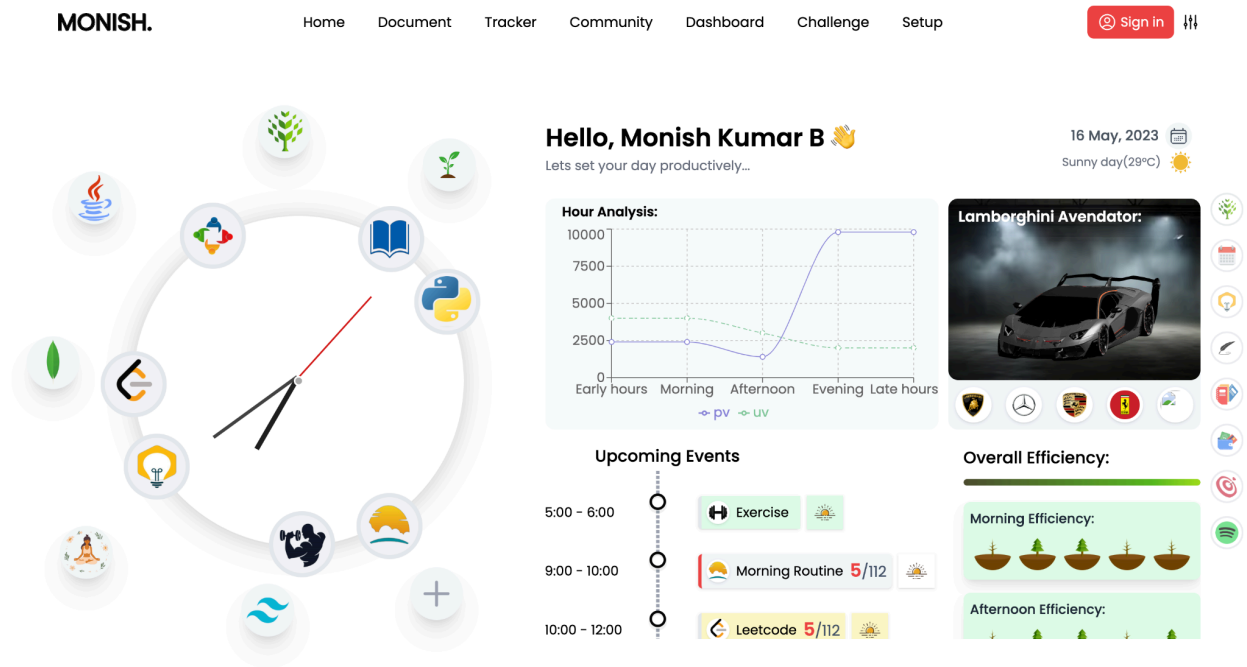 MONISH.
Home Document Tracker Community Dashboard Challenge Setup
Sign in
Hello, Monish Kumar B
Lets set your day productively...
16 May, 2023
Sunny day(29°C)
Hour Analysis:
10000
7500
5000
2500
0
Early hours Morning Afternoon Evening Late hours
pv uv
Lamborghini Avendator:
Upcoming Events
5:00 - 6:00 Exercise
9:00 - 10:00 Morning Routine 5/112
10:00 - 12:00 Leetcode 5/112
Overall Efficiency:
Morning Efficiency:
Afternoon Efficiency: